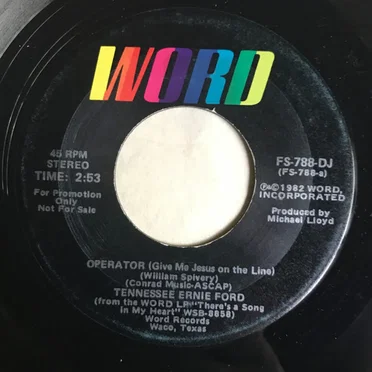 WORD
45 RPM
STEREO
TIME: 2:53
For Promotion
Only
Not For Sale
FS-788-DJ
(FS-788-a)
℗©1982 WORD,
INCORPORATED
Produced by
Michael Lloyd
OPERATOR (Give Me Jesus on the Line)
(William Spivery)
(Conrad Music-ASCAP)
TENNESSEE ERNIE FORD
(from the WORD LP "There's a Song
in My Heart" WSB-8858)
Word Records
Waco, Texas